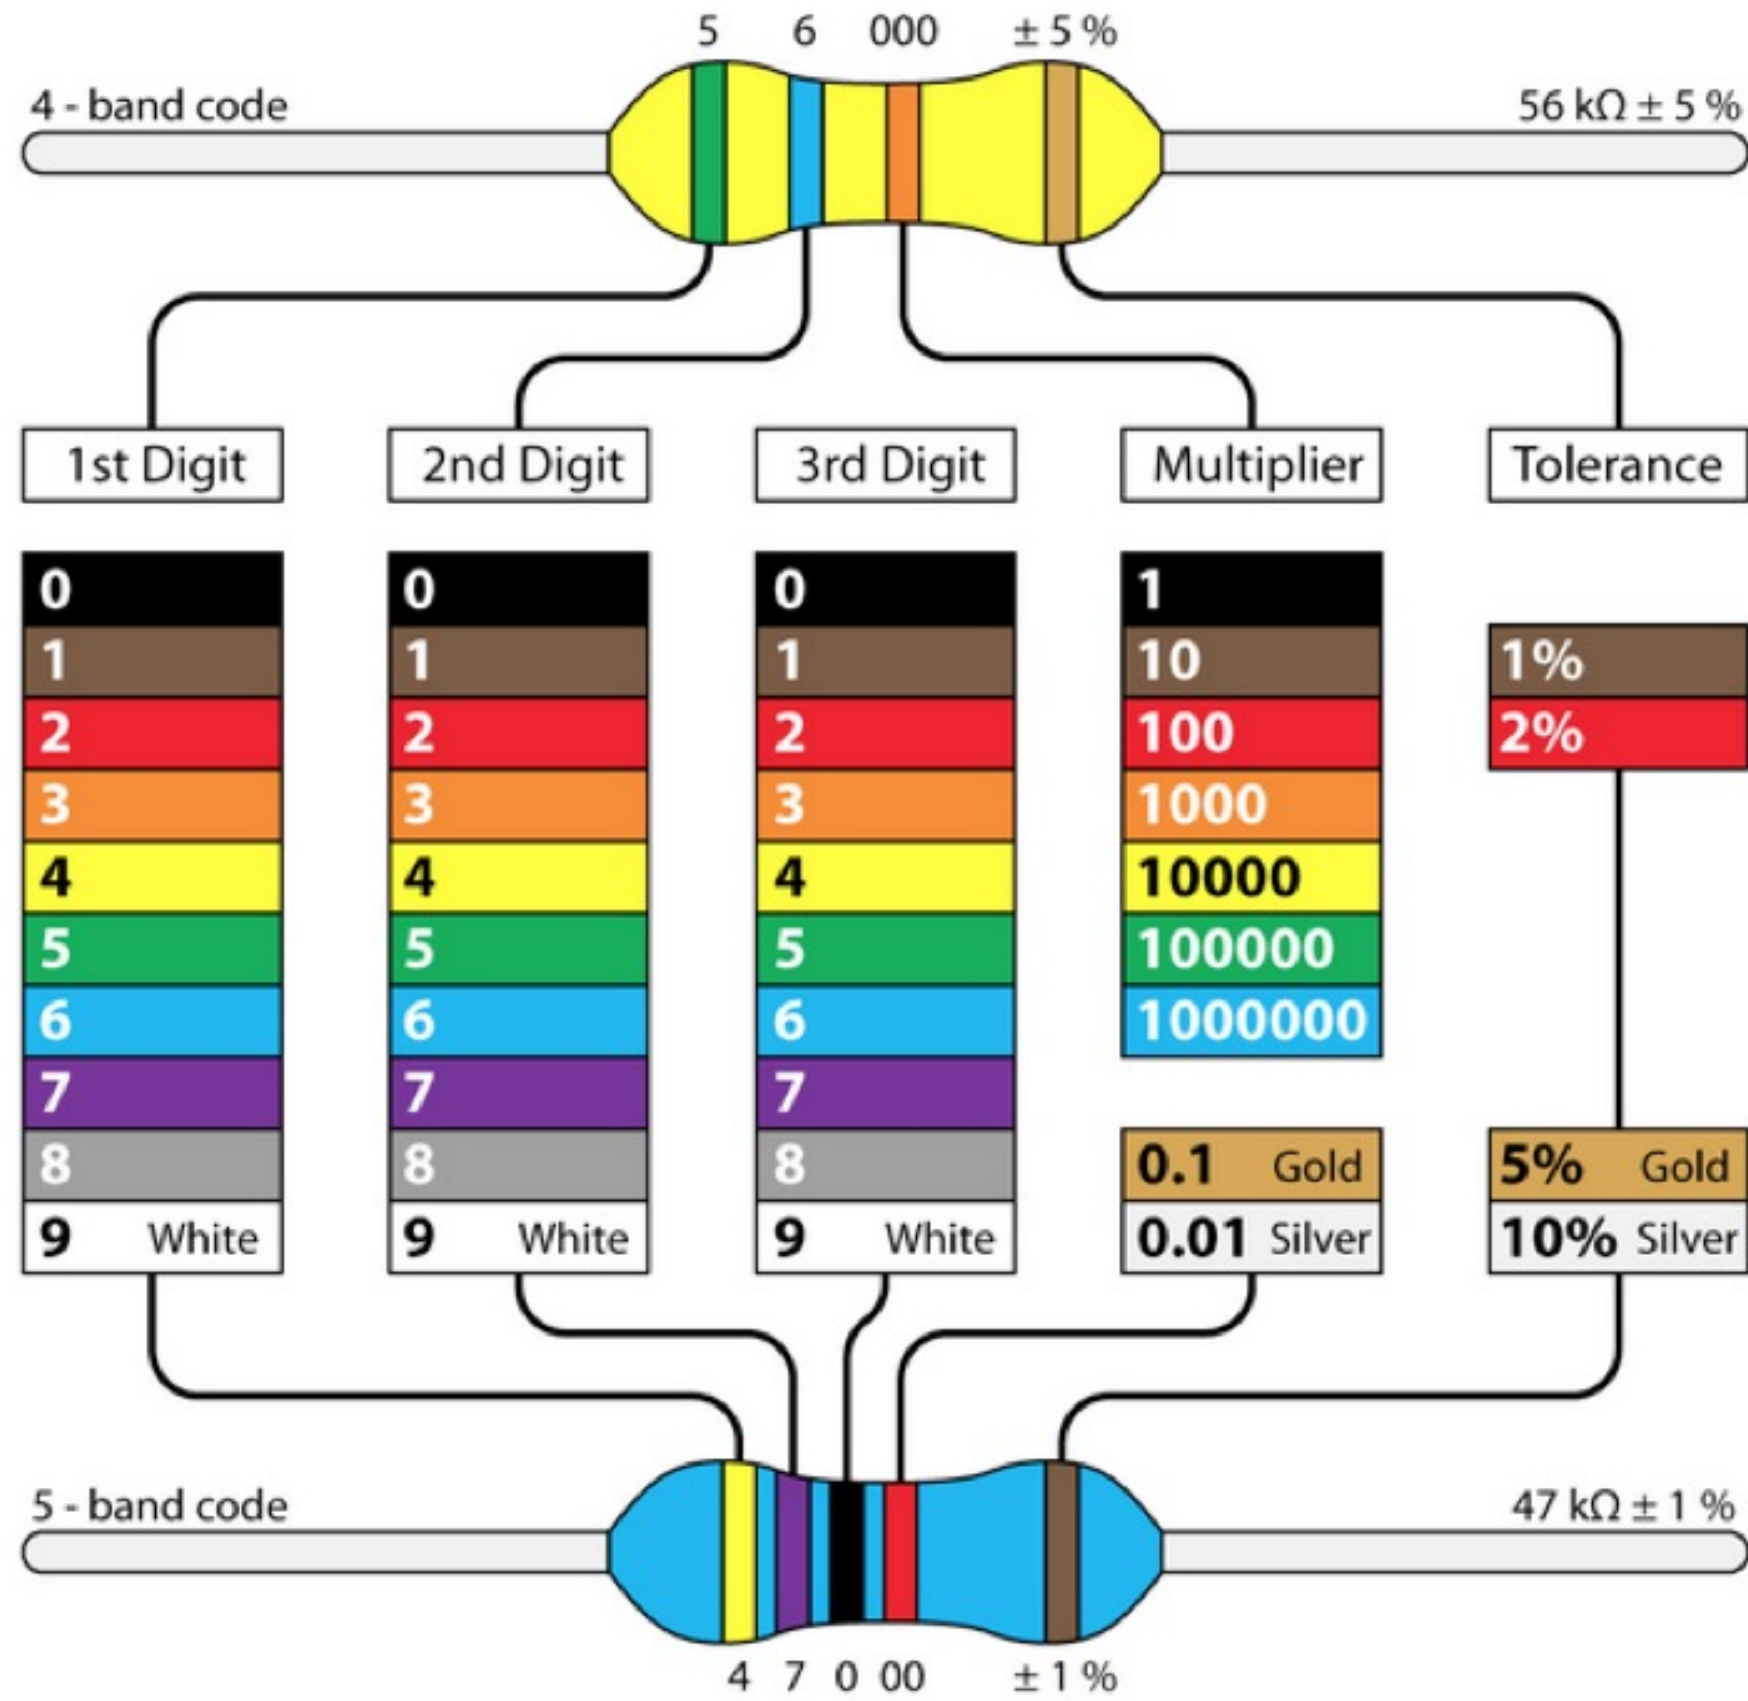 5 6 000 ± 5 %
4 - band code 56 kΩ ± 5 %
1st Digit 2nd Digit 3rd Digit Multiplier Tolerance
0 0 0 1
1 1 1 10 1%
2 2 2 100 2%
3 3 3 1000
4 4 4 10000
5 5 5 100000
6 6 6 1000000
7 7 7
8 8 8 0.1 Gold 5% Gold
9 White 9 White 9 White 0.01 Silver 10% Silver
5 - band code 47 kΩ ± 1 %
4 7 0 00 ± 1 %